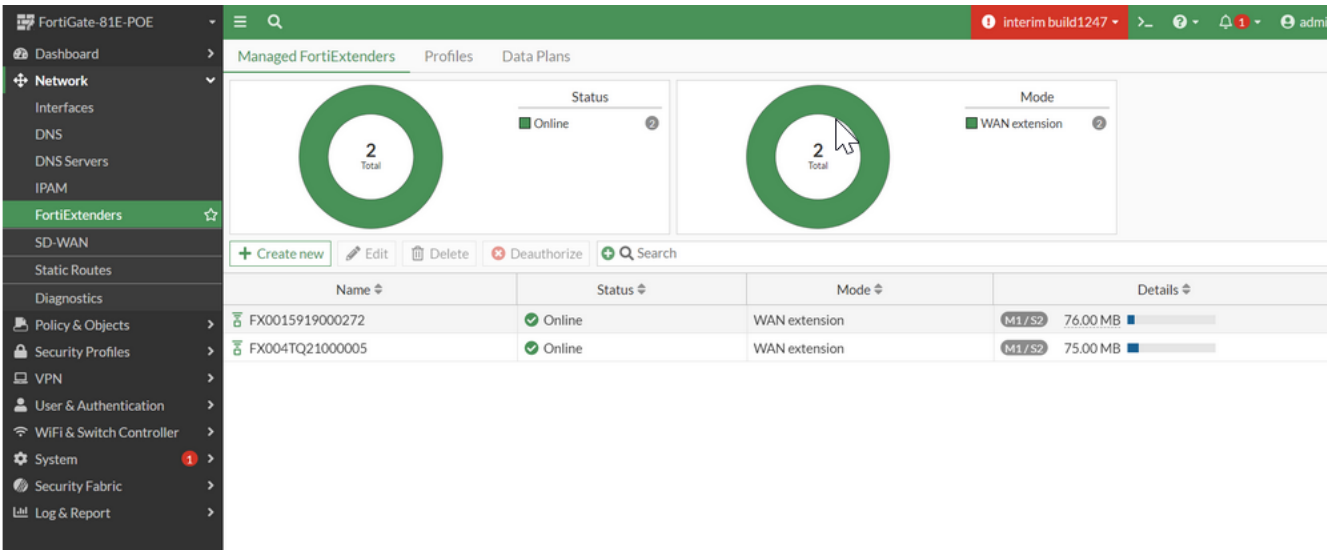 FortiGate-81E-POE
interim build1247
>_
1
admi
Dashboard
Network
Interfaces
DNS
DNS Servers
IPAM
FortiExtenders
SD-WAN
Static Routes
Diagnostics
Policy & Objects
Security Profiles
VPN
User & Authentication
WiFi & Switch Controller
System 1
Security Fabric
Log & Report
Managed FortiExtenders Profiles Data Plans
2
Total
Status
Online 2
2
Total
Mode
WAN extension 2
+ Create new Edit Delete Deauthorize Search
Name Status Mode Details
FX0015919000272 Online WAN extension M1/S2 76.00 MB
FX004TQ21000005 Online WAN extension M1/S2 75.00 MB